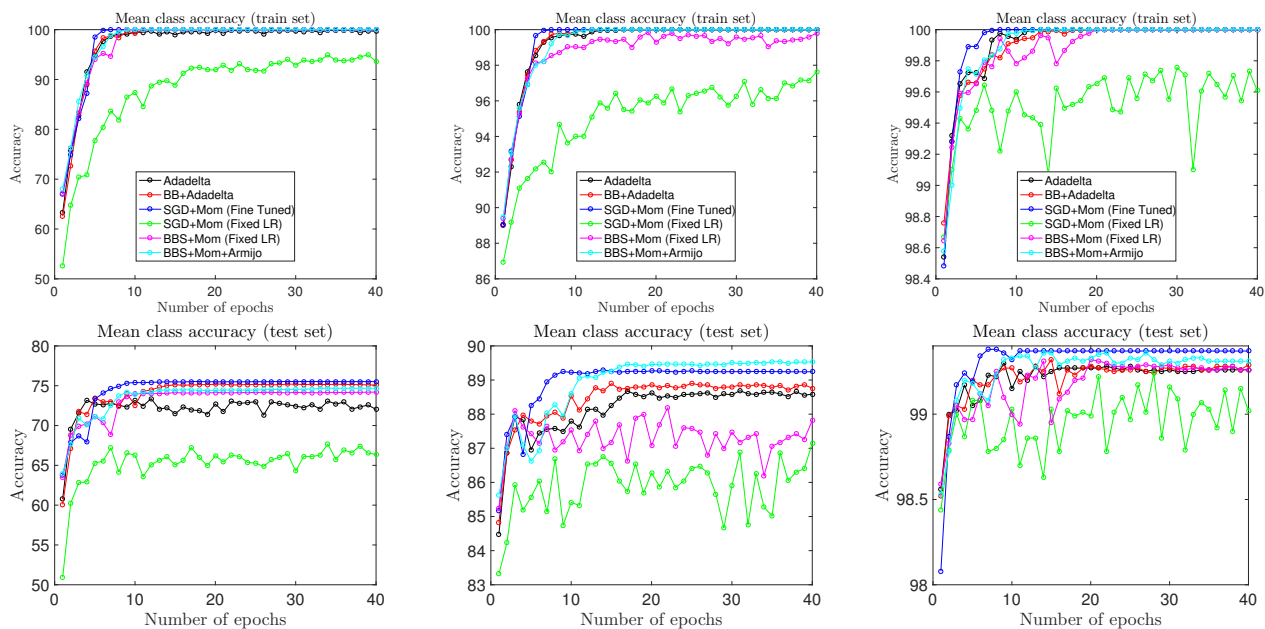 Mean class accuracy (train set)
100
90
80
70
60
50
Accuracy
0
10
20
30
40
Number of epochs
Adadelta
BB+Adadelta
SGD+Mom (Fine Tuned)
SGD+Mom (Fixed LR)
BBS+Mom (Fixed LR)
BBS+Mom+Armijo
Mean class accuracy (train set)
100
98
96
94
92
90
88
86
Accuracy
0
10
20
30
40
Number of epochs
Adadelta
BB+Adadelta
SGD+Mom (Fine Tuned)
SGD+Mom (Fixed LR)
BBS+Mom (Fixed LR)
BBS+Mom+Armijo
Mean class accuracy (train set)
100
99.8
99.6
99.4
99.2
99
98.8
98.6
98.4
Accuracy
0
10
20
30
40
Number of epochs
Adadelta
BB+Adadelta
SGD+Mom (Fine Tuned)
SGD+Mom (Fixed LR)
BBS+Mom (Fixed LR)
BBS+Mom+Armijo
Mean class accuracy (test set)
80
75
70
65
60
55
50
Accuracy
0
10
20
30
40
Number of epochs
Mean class accuracy (test set)
90
89
88
87
86
85
84
83
Accuracy
0
10
20
30
40
Number of epochs
Mean class accuracy (test set)
99
98.5
98
Accuracy
0
10
20
30
40
Number of epochs